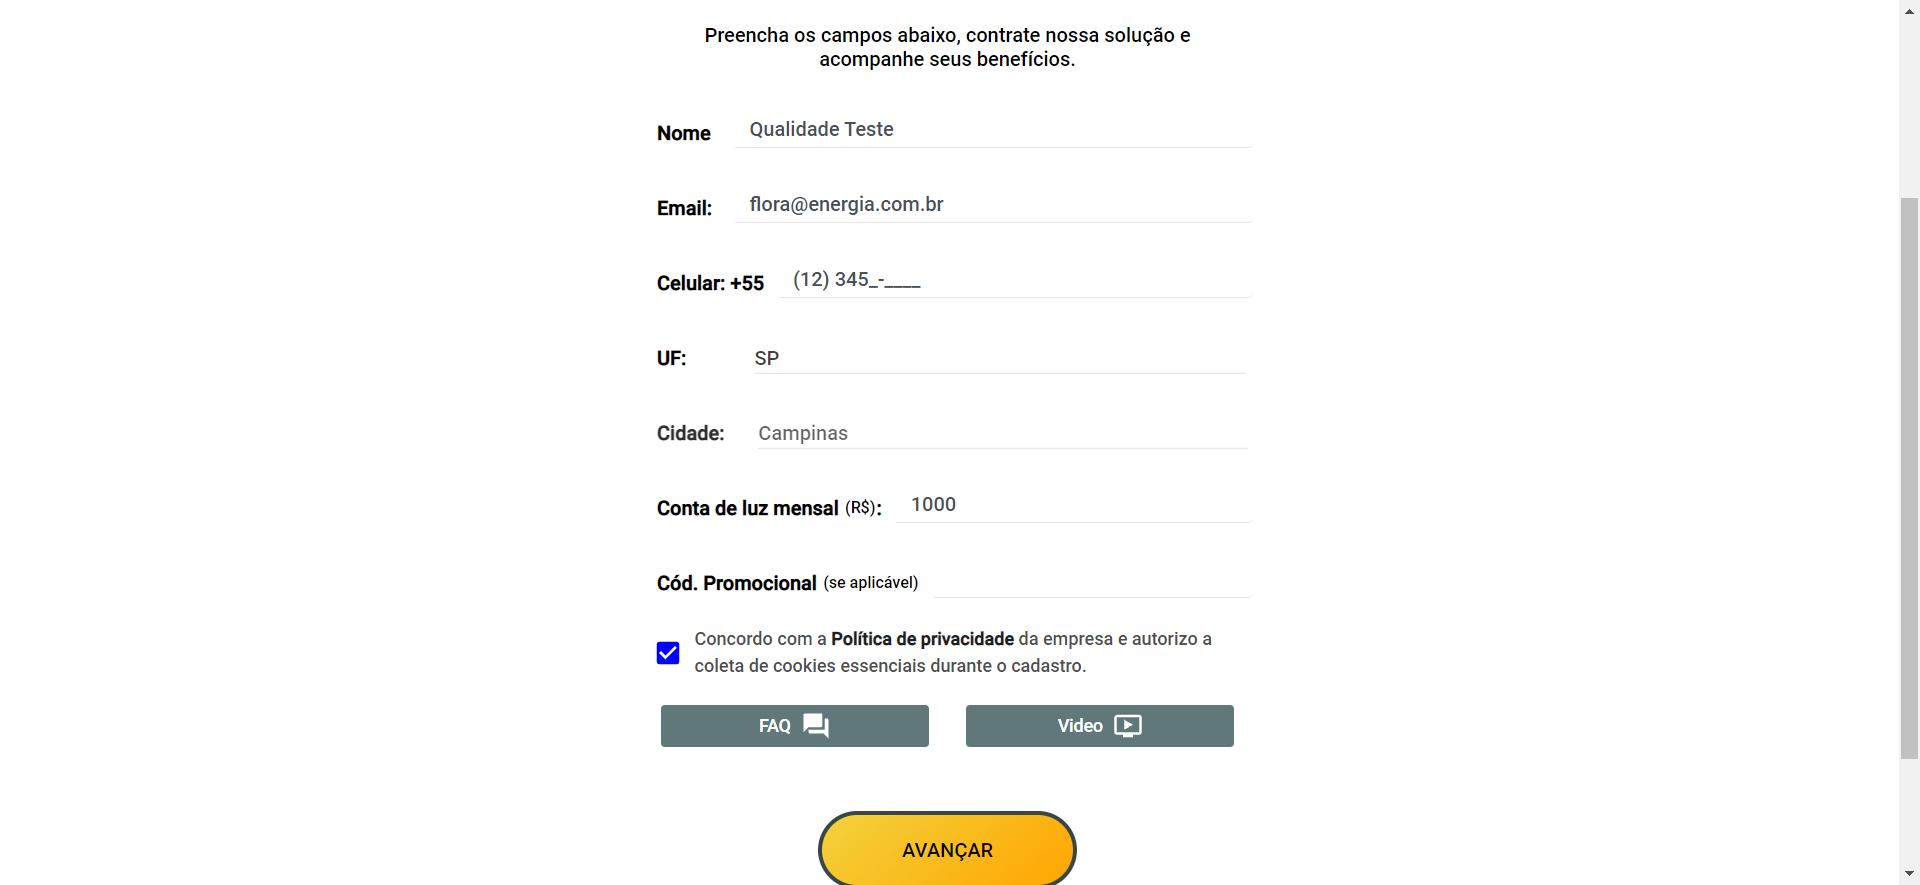 Preencha os campos abaixo, contrate nossa solução e
acompanhe seus benefícios.
Nome Qualidade Teste
Email: flora@energia.com.br
Celular: +55 (12) 345_-____
UF: SP
Cidade: Campinas
Conta de luz mensal (R$): 1000
Cód. Promocional (se aplicável)
Concordo com a Política de privacidade da empresa e autorizo a
coleta de cookies essenciais durante o cadastro.
FAQ Video
AVANÇAR